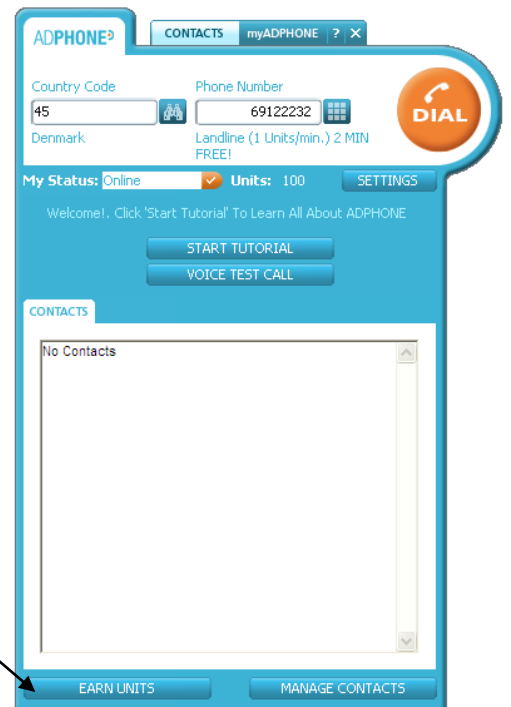 ADPHONE CONTACTS myADPHONE ? X
Country Code Phone Number
45 69122232
DIAL
Denmark Landline (1 Units/min.) 2 MIN
FREE!
My Status: Online Units: 100 SETTINGS
Welcome!. Click 'Start Tutorial' To Learn All About ADPHONE
START TUTORIAL
VOICE TEST CALL
CONTACTS
No Contacts
EARN UNITS MANAGE CONTACTS